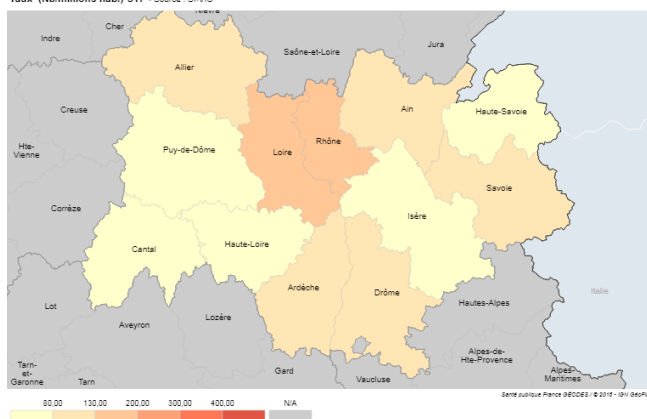 Nièvre
Cher
Indre
Saône-et-Loire
Jura
Allier
Ain
Creuse
Haute-Savoie
Rhône
Hte-
Vienne
Puy-de-Dôme
Loire
Savoie
Corrèze
Isère
Cantal
Haute-Loire
Ardèche
Drôme
Italie
Lot
Hautes-Alpes
Lozère
Aveyron
Alpes-de-
Hte-Provence
Tarn-
et-
Garonne
Tarn
Gard
Vaucluse
Alpes-
Maritimes
Santé publique France GÉODES / © 2016 - IGN GéoFl
80,00 130,00 200,00 300,00 400,00 N/A